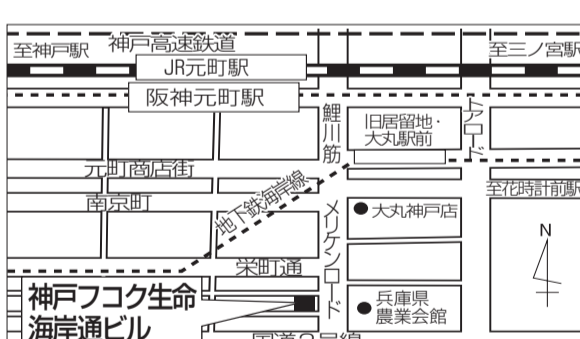 神戸高速鉄道
至神戸駅
至三ノ宮駅
JR元町駅
阪神元町駅
鯉川筋
旧居留地・
大丸駅前
トアロード
元町商店街
至花時計前駅
南京町
地下鉄海岸線
メリケンロード
大丸神戸店
N
栄町通
神戸フコク生命
海岸通ビル
兵庫県
農業会館
国道2号線